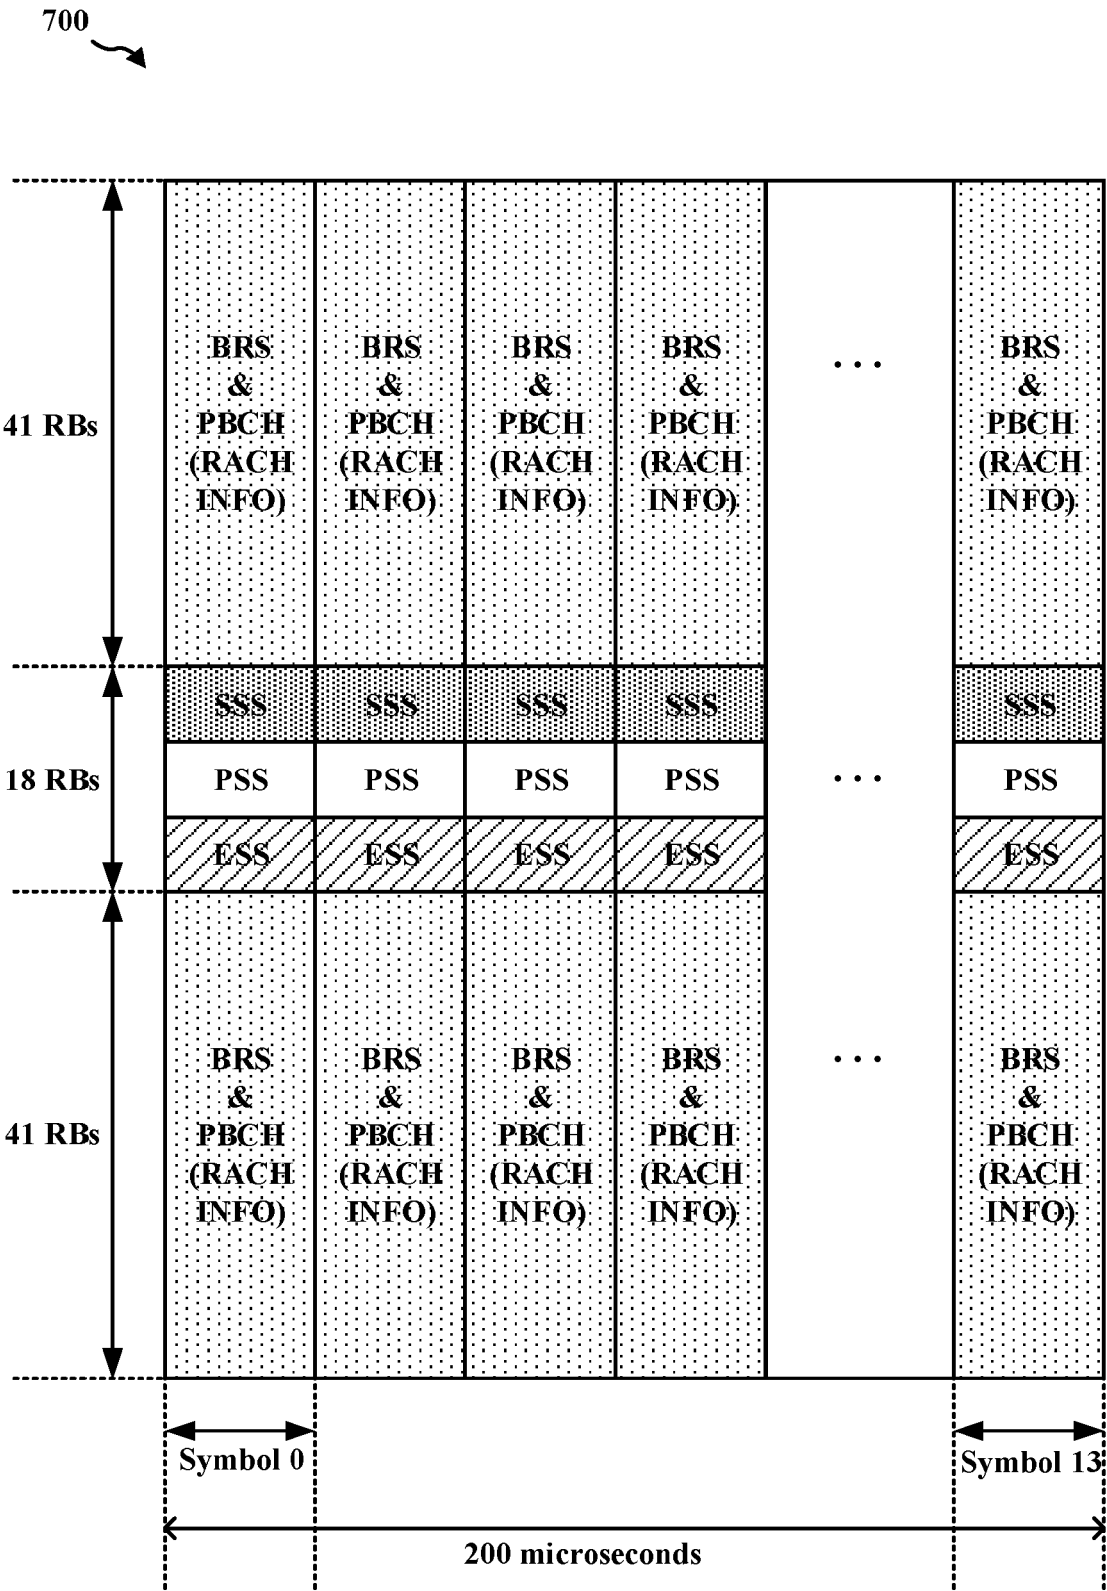 700
BRS BRS BRS BRS ... BRS
& & & & &
41 RBs PBCH PBCH PBCH PBCH PBCH
(RACH (RACH (RACH (RACH (RACH
INFO) INFO) INFO) INFO) INFO)
SSS SSS SSS SSS SSS
18 RBs PSS PSS PSS PSS ... PSS
ESS ESS ESS ESS ESS
BRS BRS BRS BRS ... BRS
& & & & &
41 RBs PBCH PBCH PBCH PBCH PBCH
(RACH (RACH (RACH (RACH (RACH
INFO) INFO) INFO) INFO) INFO)
Symbol 0 Symbol 13
200 microseconds